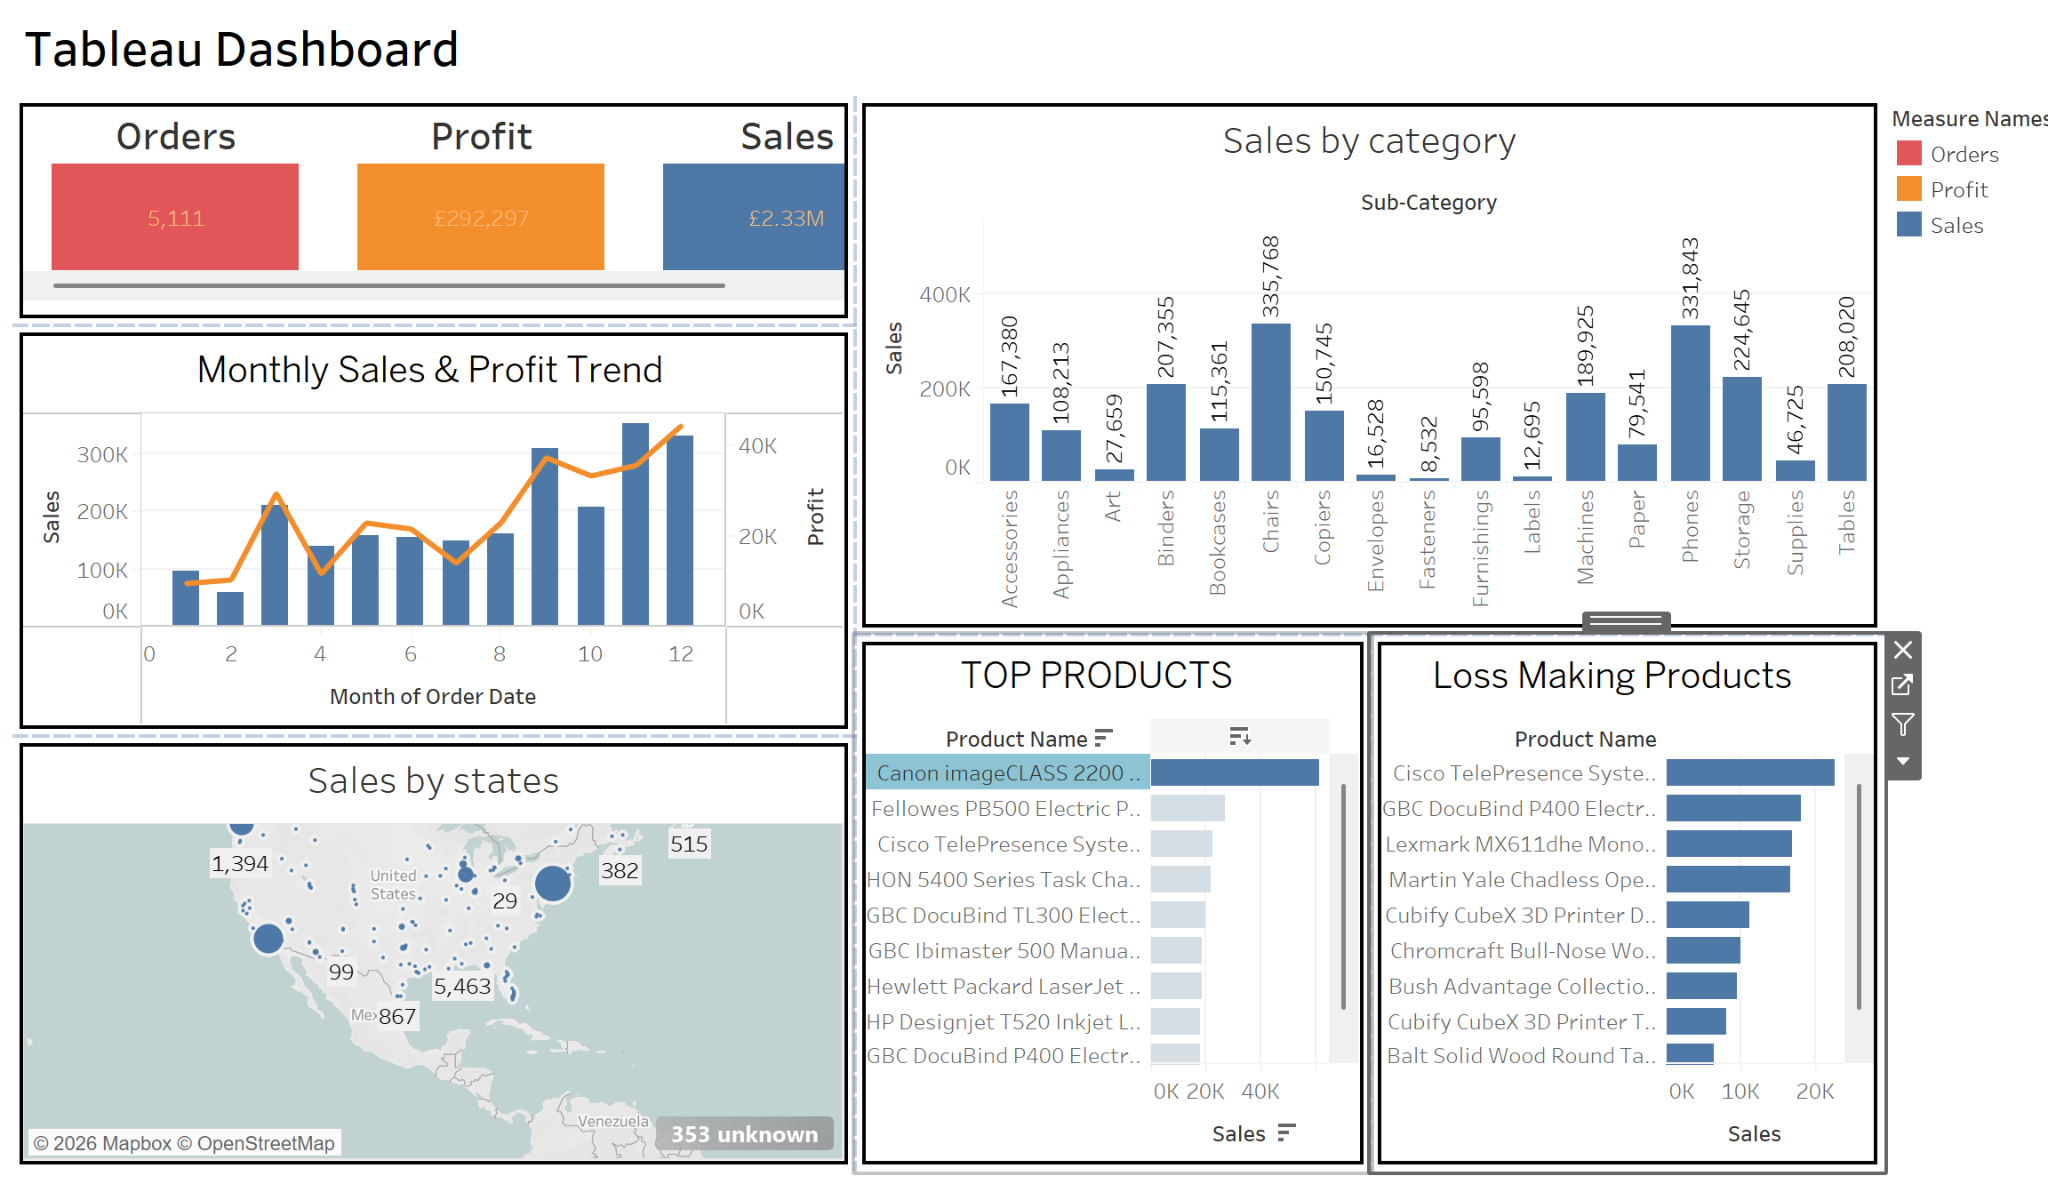 Tableau Dashboard
Orders
Profit
Sales
5,111
£292,297
£2.33M
Monthly Sales & Profit Trend
Sales
300K
200K
100K
0K
40K
20K
0K
Profit
0
2
4
6
8
10
12
Month of Order Date
Sales by states
1,394
United
States
515
382
29
99
5,463
Mex
867
Venezuela
353 unknown
© 2026 Mapbox © OpenStreetMap
Sales by category
Sub-Category
Sales
400K
200K
0K
167,380
108,213
27,659
207,355
115,361
335,768
150,745
16,528
8,532
95,598
12,695
189,925
79,541
331,843
224,645
46,725
208,020
Accessories
Appliances
Art
Binders
Bookcases
Chairs
Copiers
Envelopes
Fasteners
Furnishings
Labels
Machines
Paper
Phones
Storage
Supplies
Tables
Measure Names
Orders
Profit
Sales
TOP PRODUCTS
Product Name
Canon imageCLASS 2200 ..
Fellowes PB500 Electric P..
Cisco TelePresence Syste..
HON 5400 Series Task Cha..
GBC DocuBind TL300 Elect..
GBC Ibimaster 500 Manua..
Hewlett Packard LaserJet ..
HP Designjet T520 Inkjet L..
GBC DocuBind P400 Electr..
0K 20K 40K
Sales
Loss Making Products
Product Name
Cisco TelePresence Syste..
GBC DocuBind P400 Electr..
Lexmark MX611dhe Mono..
Martin Yale Chadless Ope..
Cubify CubeX 3D Printer D..
Chromcraft Bull-Nose Wo..
Bush Advantage Collectio..
Cubify CubeX 3D Printer T..
Balt Solid Wood Round Ta..
0K 10K 20K
Sales